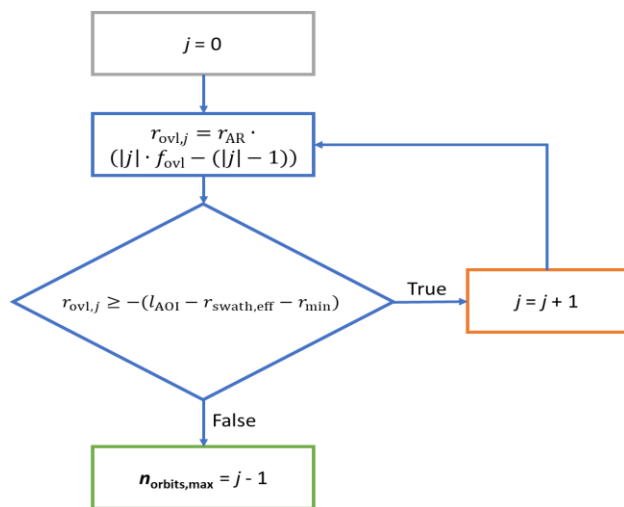 j = 0
r_ovl,j = r_AR ·
(|j| · f_ovl − (|j| − 1))
r_ovl,j ≥ −(l_AOI − r_swath,eff − r_min)
True
j = j + 1
False
n_orbits,max = j - 1